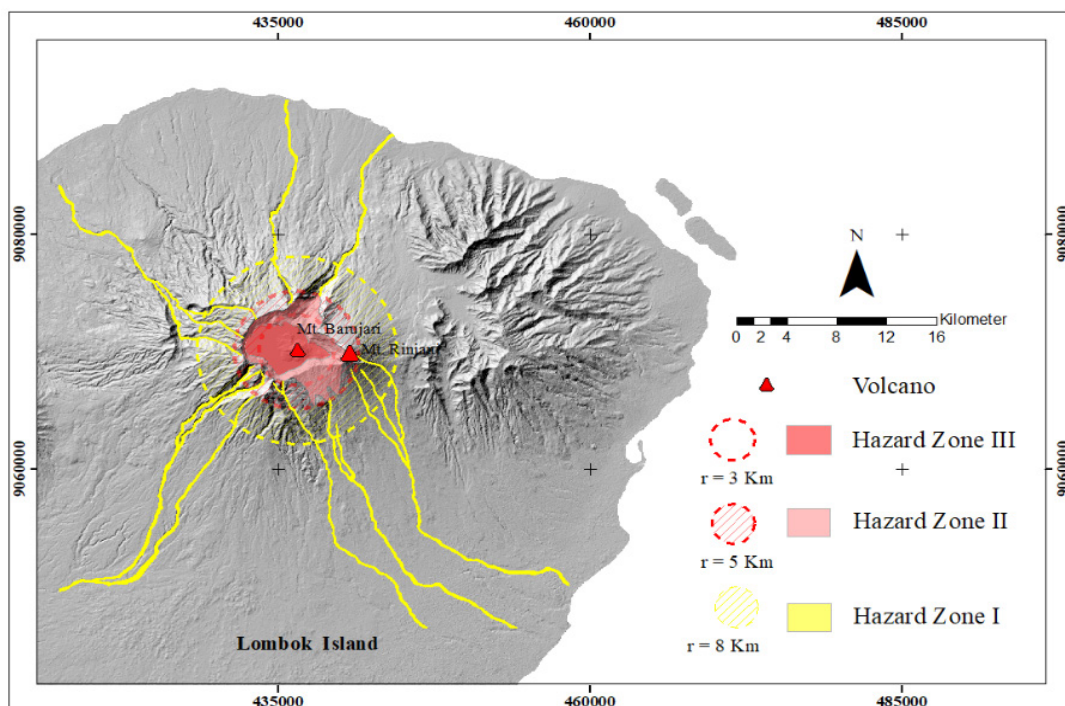 435000
460000
485000
9080000
9080000
9060000
9060000
Mt. Barujari
Mt. Rinjani
N
0 2 4 8 12 16
Kilometer
Volcano
Hazard Zone III
r = 3 Km
Hazard Zone II
r = 5 Km
Hazard Zone I
r = 8 Km
Lombok Island
435000
460000
485000